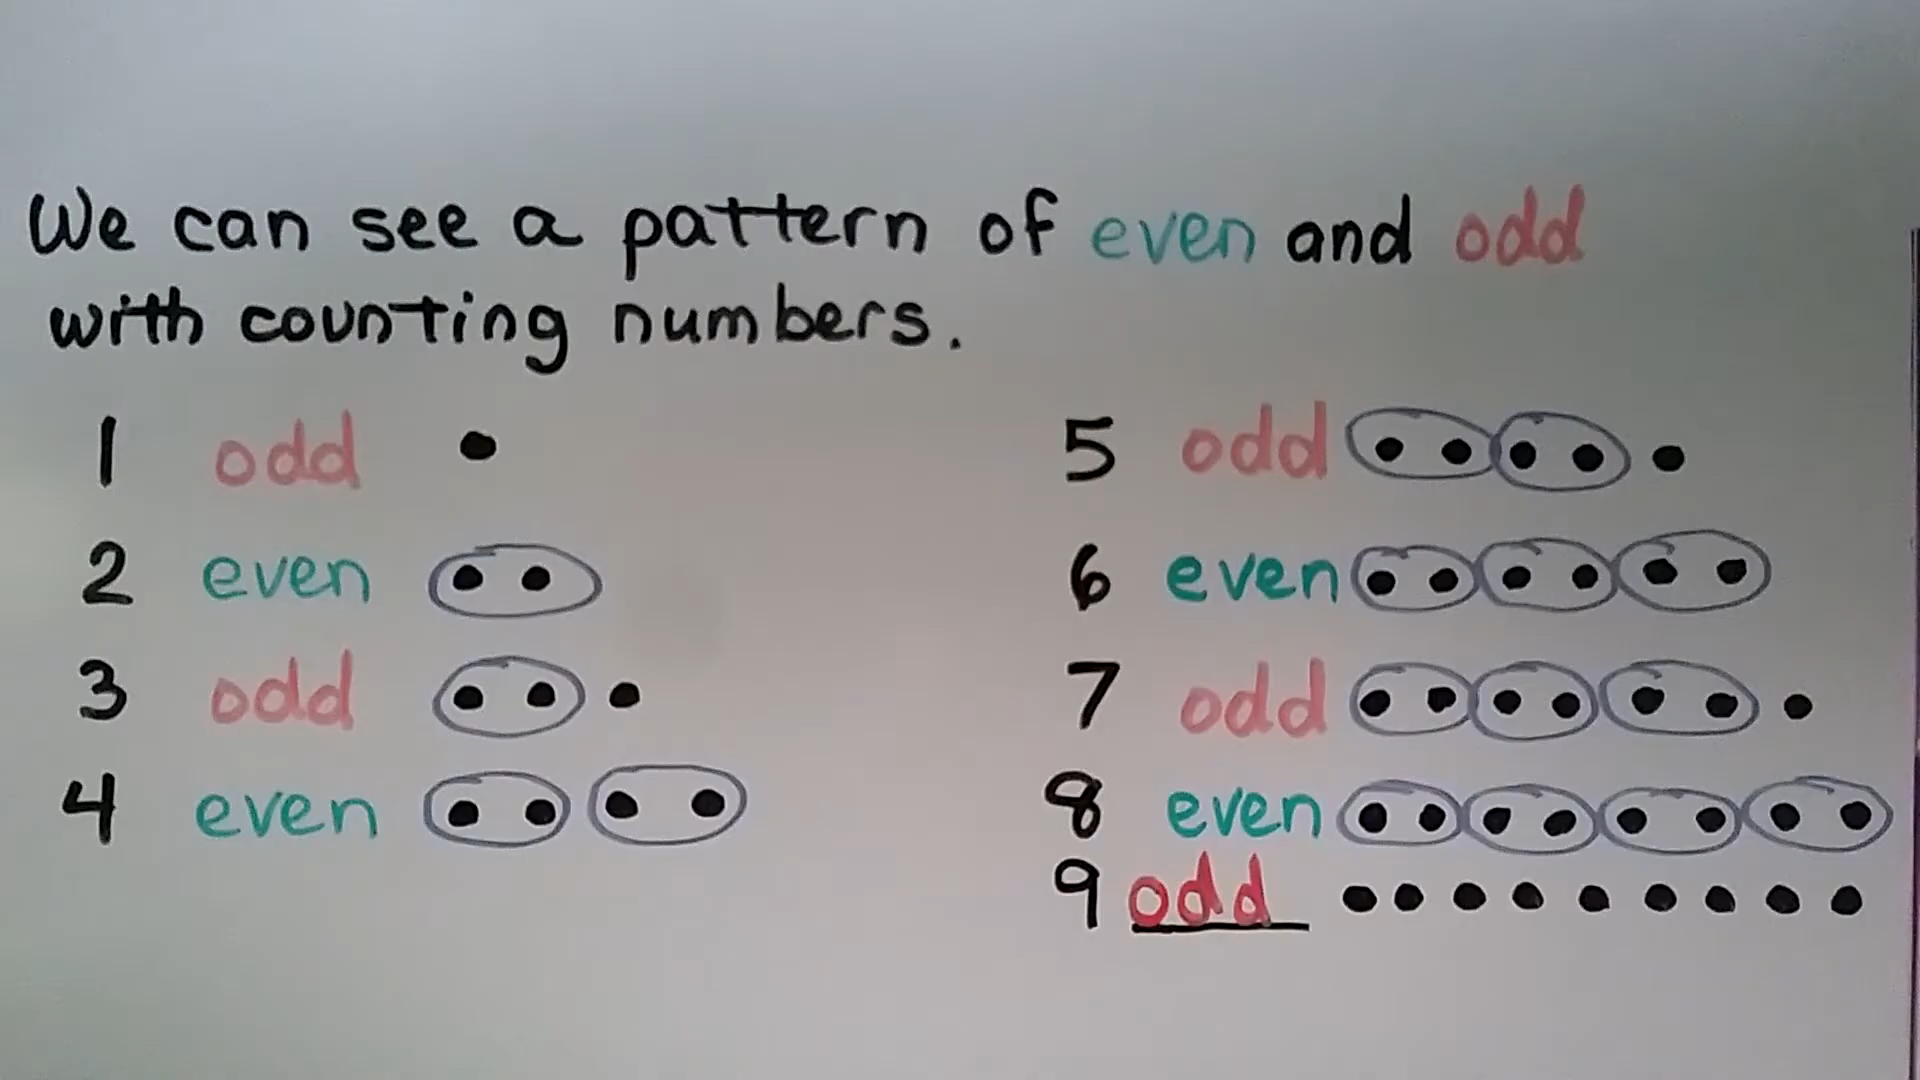 We can see a pattern of even and odd
with counting numbers.
1 odd
2 even
3 odd
4 even
5 odd
6 even
7 odd
8 even
9 odd